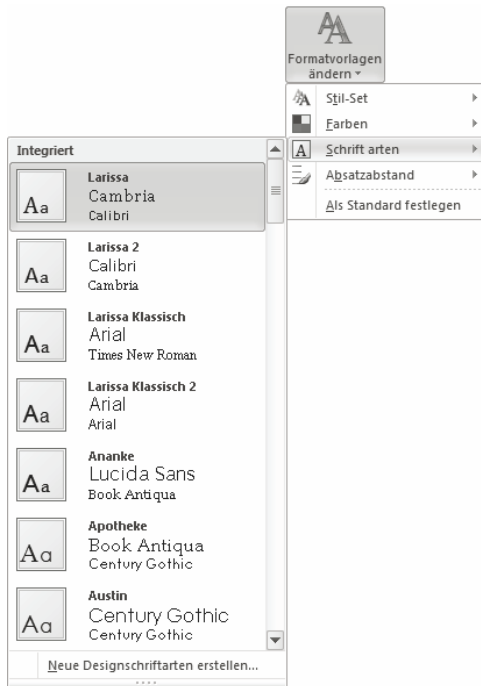 Formatvorlagen
ändern
Stil-Set
Farben
Schrift arten
Absatzabstand
Als Standard festlegen
Integriert
Aa
Larissa
Cambria
Calibri
Aa
Larissa 2
Calibri
Cambria
Aa
Larissa Klassisch
Arial
Times New Roman
Aa
Larissa Klassisch 2
Arial
Arial
Aa
Ananke
Lucida Sans
Book Antiqua
Aa
Apotheke
Book Antiqua
Century Gothic
Aa
Austin
Century Gothic
Century Gothic
Neue Designschriftarten erstellen...